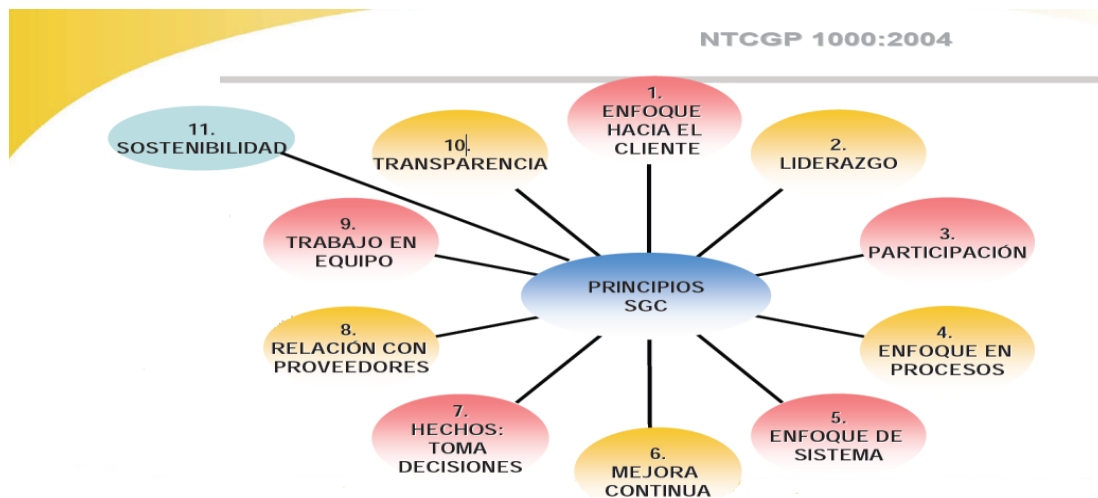 NTCGP 1000:2004
1.
ENFOQUE
HACIA EL
CLIENTE
2.
LIDERAZGO
3.
PARTICIPACIÓN
4.
ENFOQUE EN
PROCESOS
5.
ENFOQUE DE
SISTEMA
6.
MEJORA
CONTINUA
7.
HECHOS:
TOMA
DECISIONES
8.
RELACIÓN CON
PROVEEDORES
9.
TRABAJO EN
EQUIPO
10.
TRANSPARENCIA
11.
SOSTENIBILIDAD
PRINCIPIOS
SGC